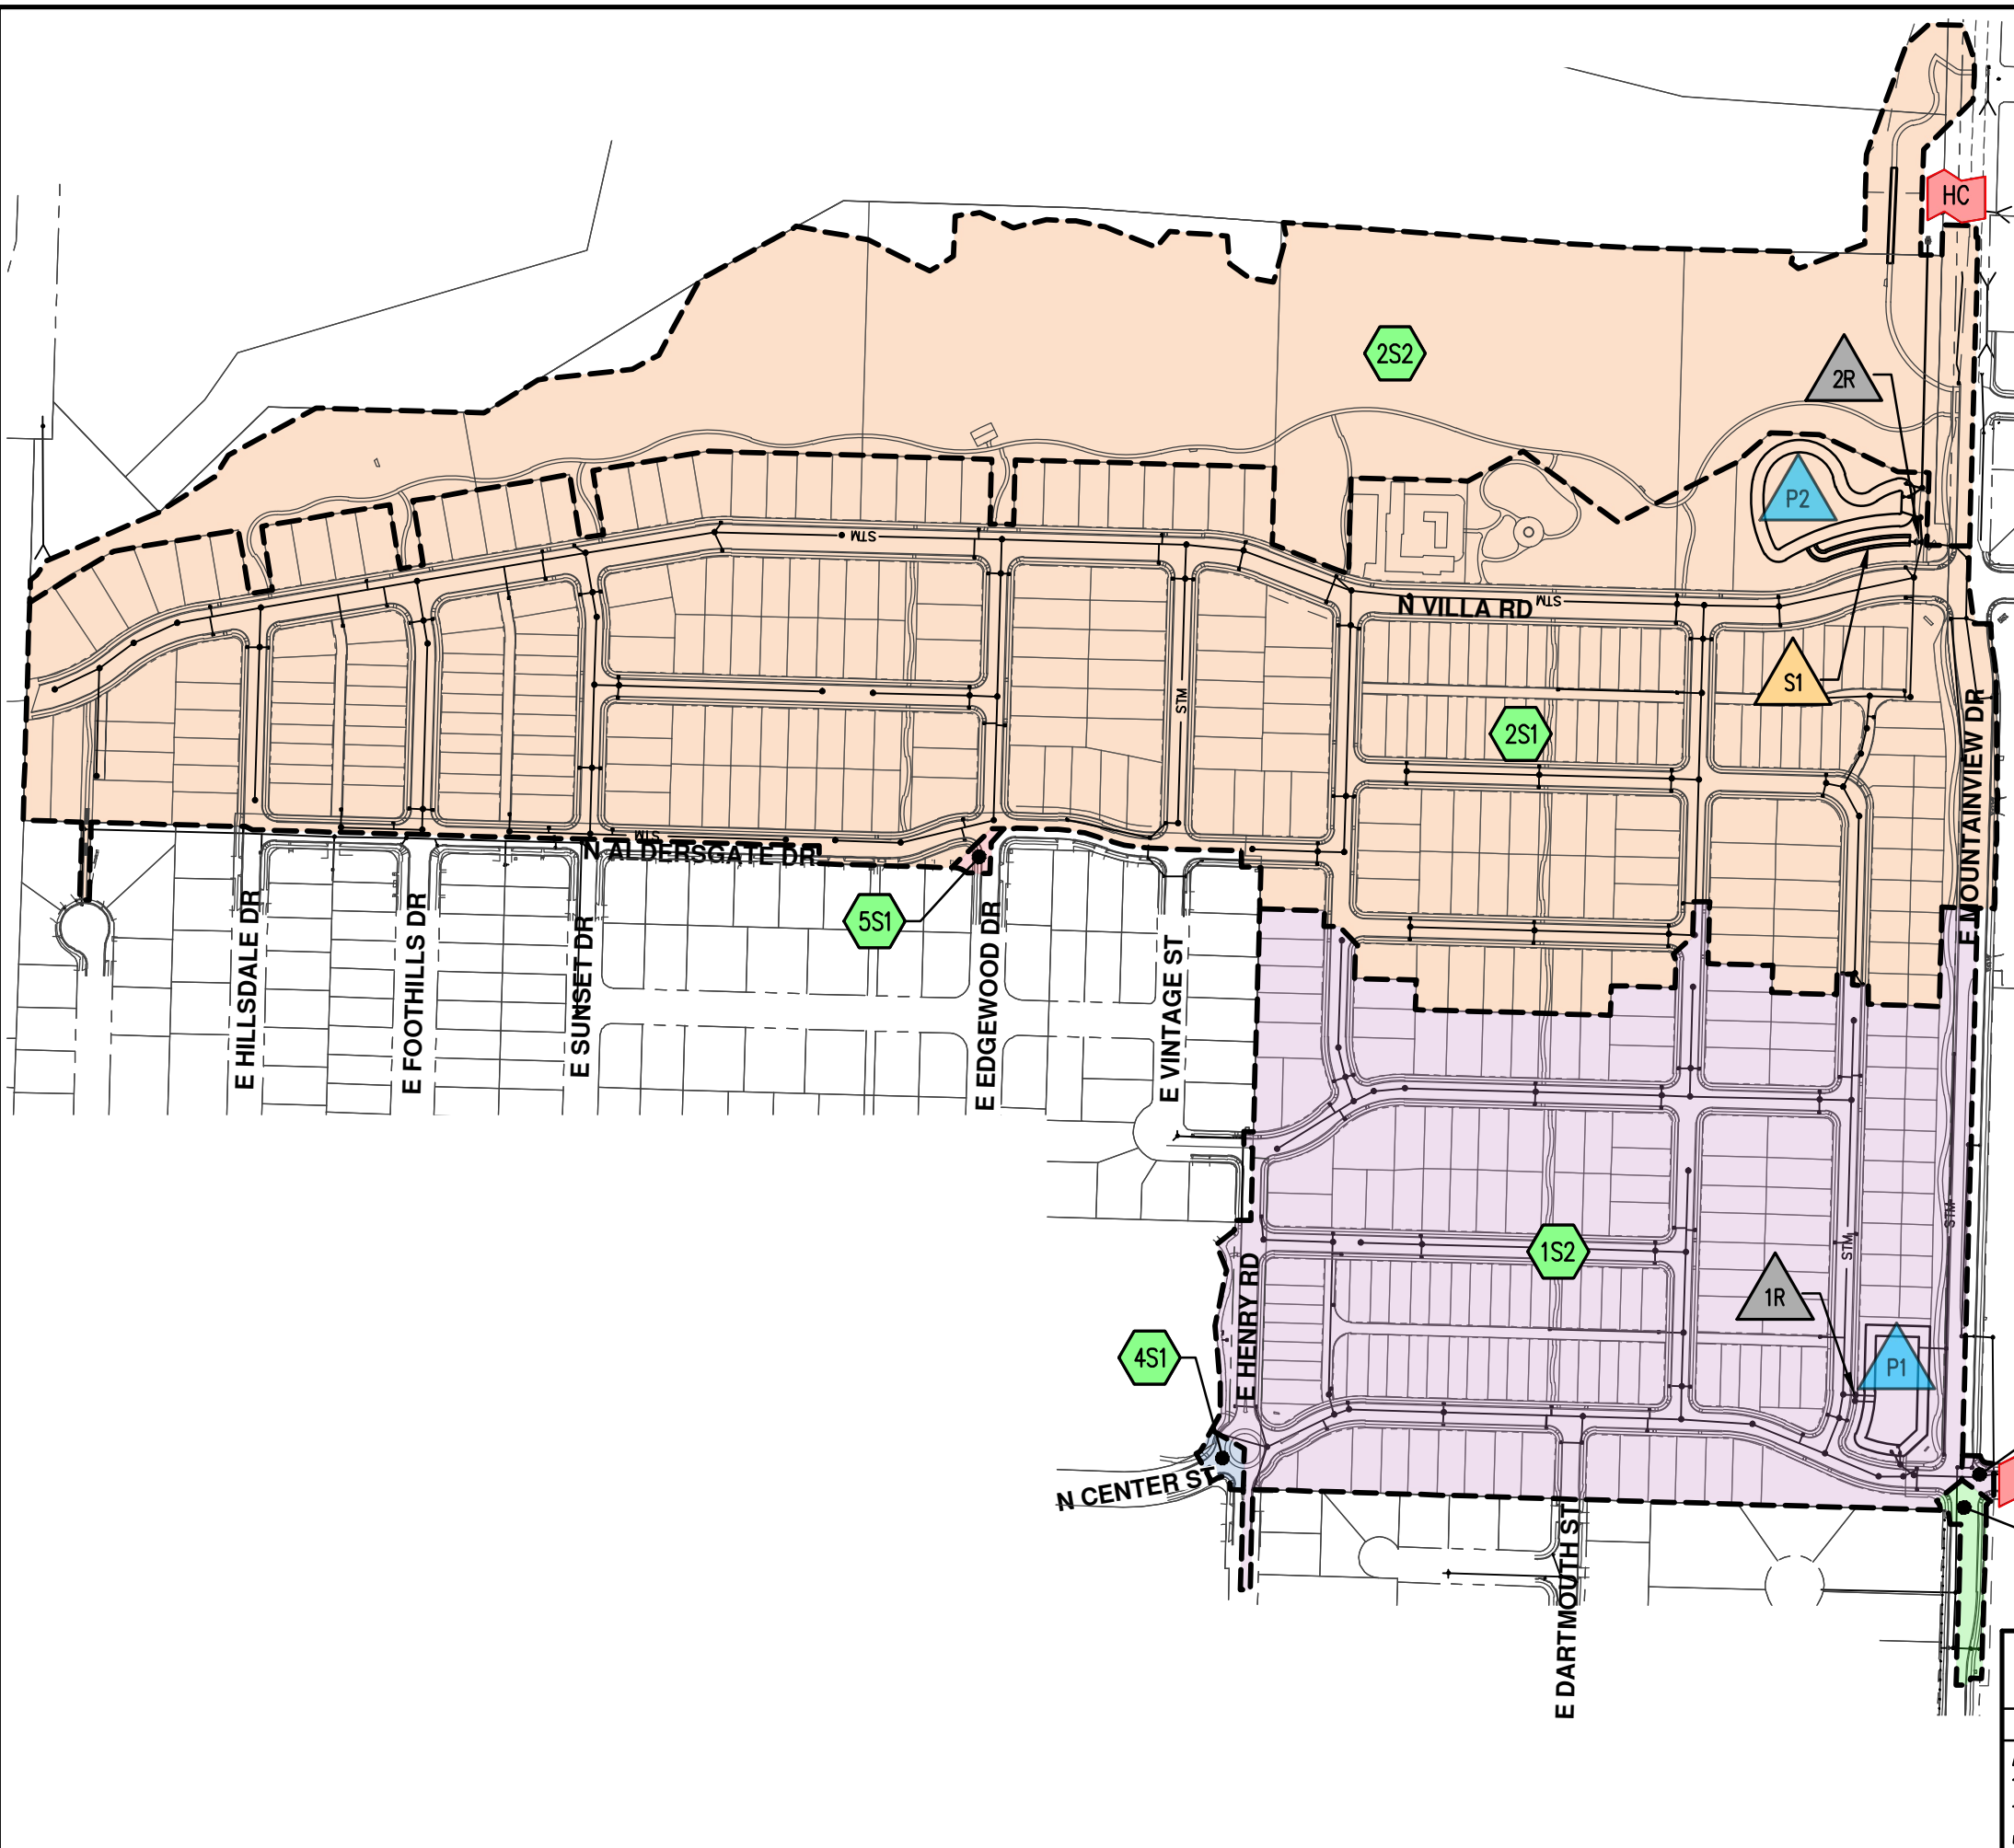 HC
2S2
2R
P2
STM
N VILLA RD
STM
S1
STM
2S1
E MOUNTAINVIEW DR
STM
N ALDERSGATE DR
5S1
E HILLSDALE DR
E FOOTHILLS DR
E SUNSET DR
E EDGEWOOD DR
E VINTAGE ST
STM
STM
1S2
1R
E HENRY RD
4S1
P1
N CENTER ST
E DARTMOUTH ST